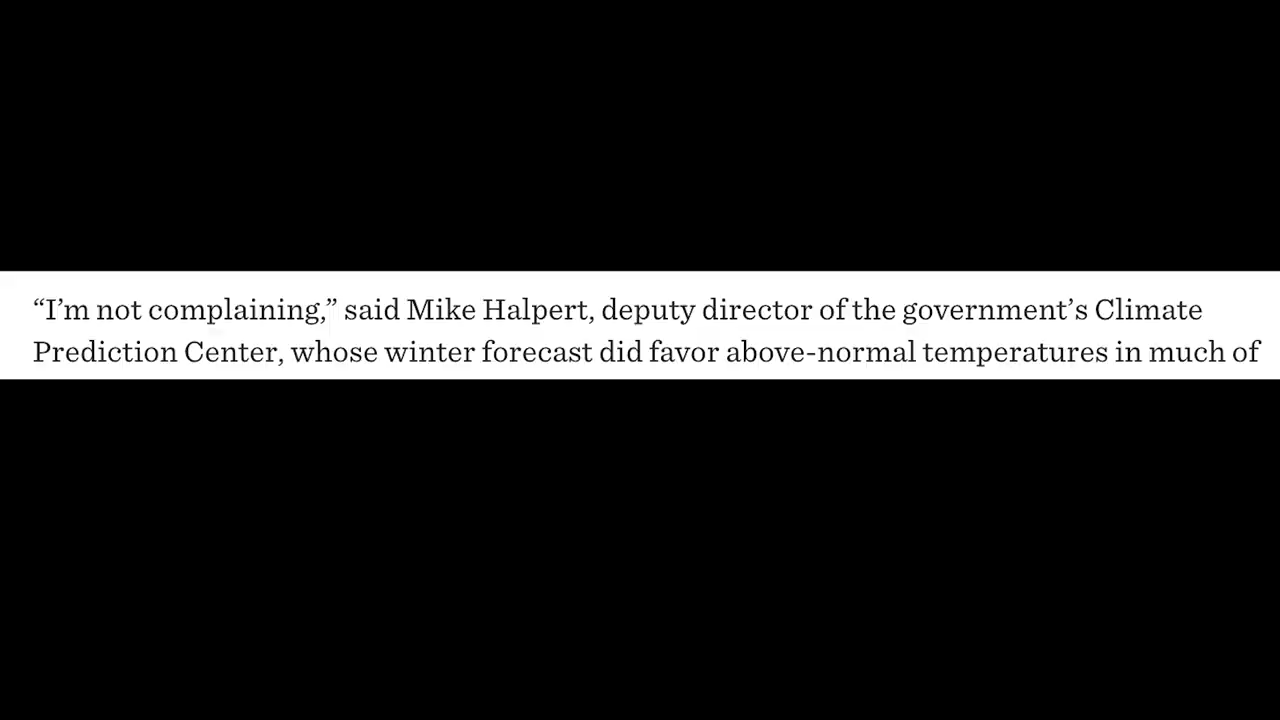 “I’m not complaining,” said Mike Halpert, deputy director of the government’s Climate
Prediction Center, whose winter forecast did favor above-normal temperatures in much of